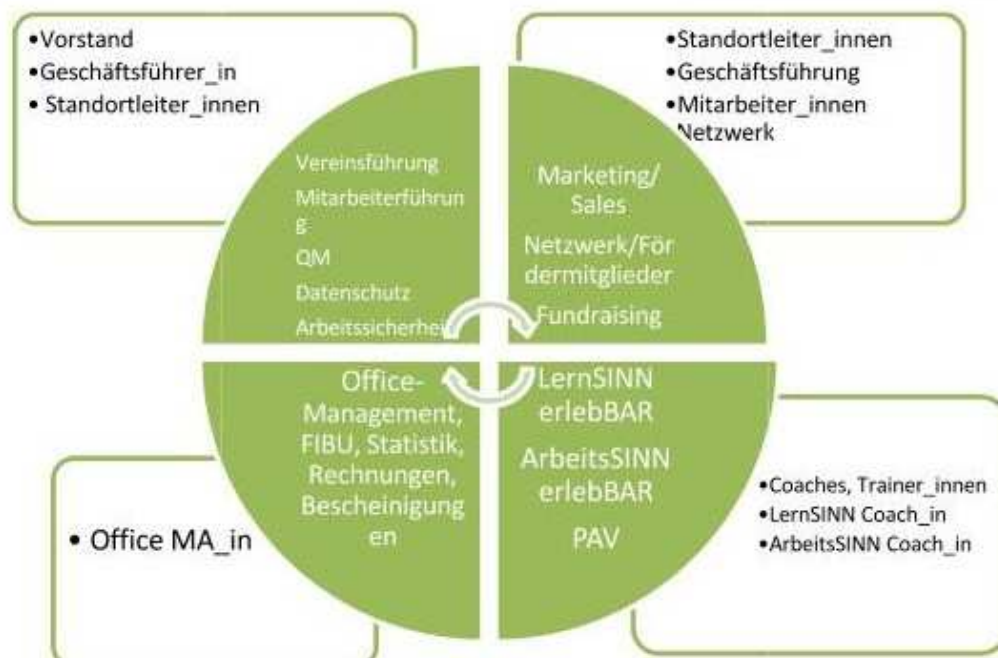 •Vorstand
•Geschäftsführer_in
• Standortleiter_innen
•Standortleiter_innen
•Geschäftsführung
•Mitarbeiter_innen
Netzwerk
Vereinsführung
Mitarbeiterführun
g
QM
Datenschutz
Arbeitssicherheit
Marketing/
Sales
Netzwerk/För
dermitglieder
Fundraising
Office-
Management,
FIBU, Statistik,
Rechnungen,
Bescheinigung
en
LernSINN
erlebBAR
ArbeitsSINN
erlebBAR
PAV
• Office MA_in
•Coaches, Trainer_innen
•LernSINN Coach_in
•ArbeitsSINN Coach_in